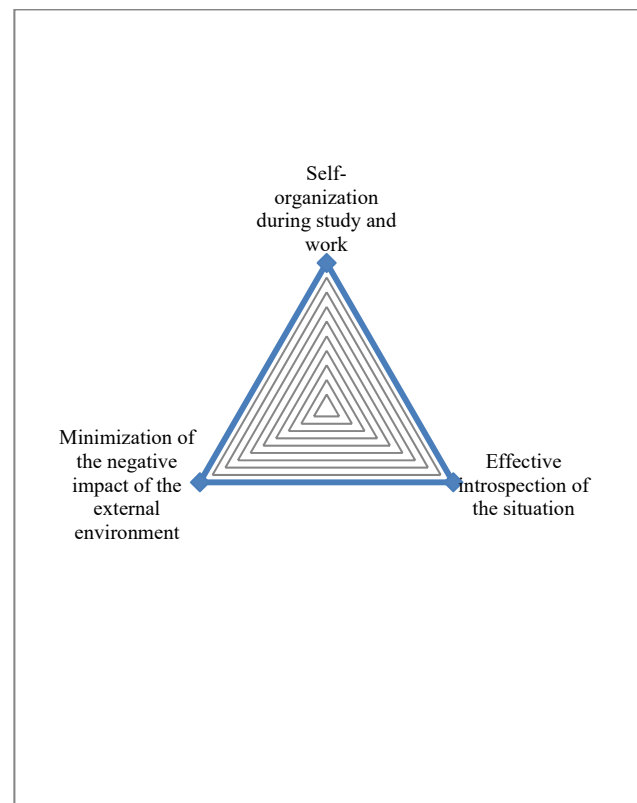 Self-
organization
during study and
work
Minimization of
the negative
impact of the
external
environment
Effective
introspection of
the situation